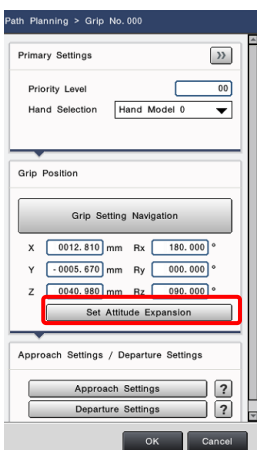 Path Planning > Grip No. 000
Primary Settings >>
Priority Level 00
Hand Selection Hand Model 0
Grip Position
Grip Setting Navigation
X 0012.810 mm Rx 180.000 °
Y -0005.670 mm Ry 000.000 °
Z 0040.980 mm Rz 090.000 °
Set Attitude Expansion
Approach Settings / Departure Settings
Approach Settings ?
Departure Settings ?
OK Cancel